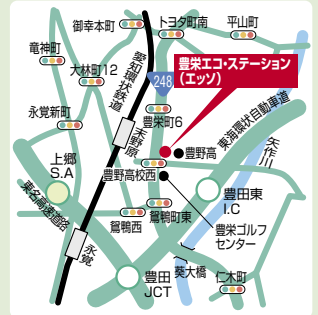 御幸本町
トヨタ町南
平山町
竜神町
大林町12
愛知環状鉄道
248
豊栄エコ・ステーション
(エッソ)
永覚新町
豊栄町6
末野原
東海環状自動車道
豊野高
矢作川
上郷
S.A
豊野高校西
豊田東
I.C
東名高速道路
鴛鴨町東
鴛鴨西
豊栄ゴルフ
センター
永覚
葵大橋
豊田
JCT
仁木町